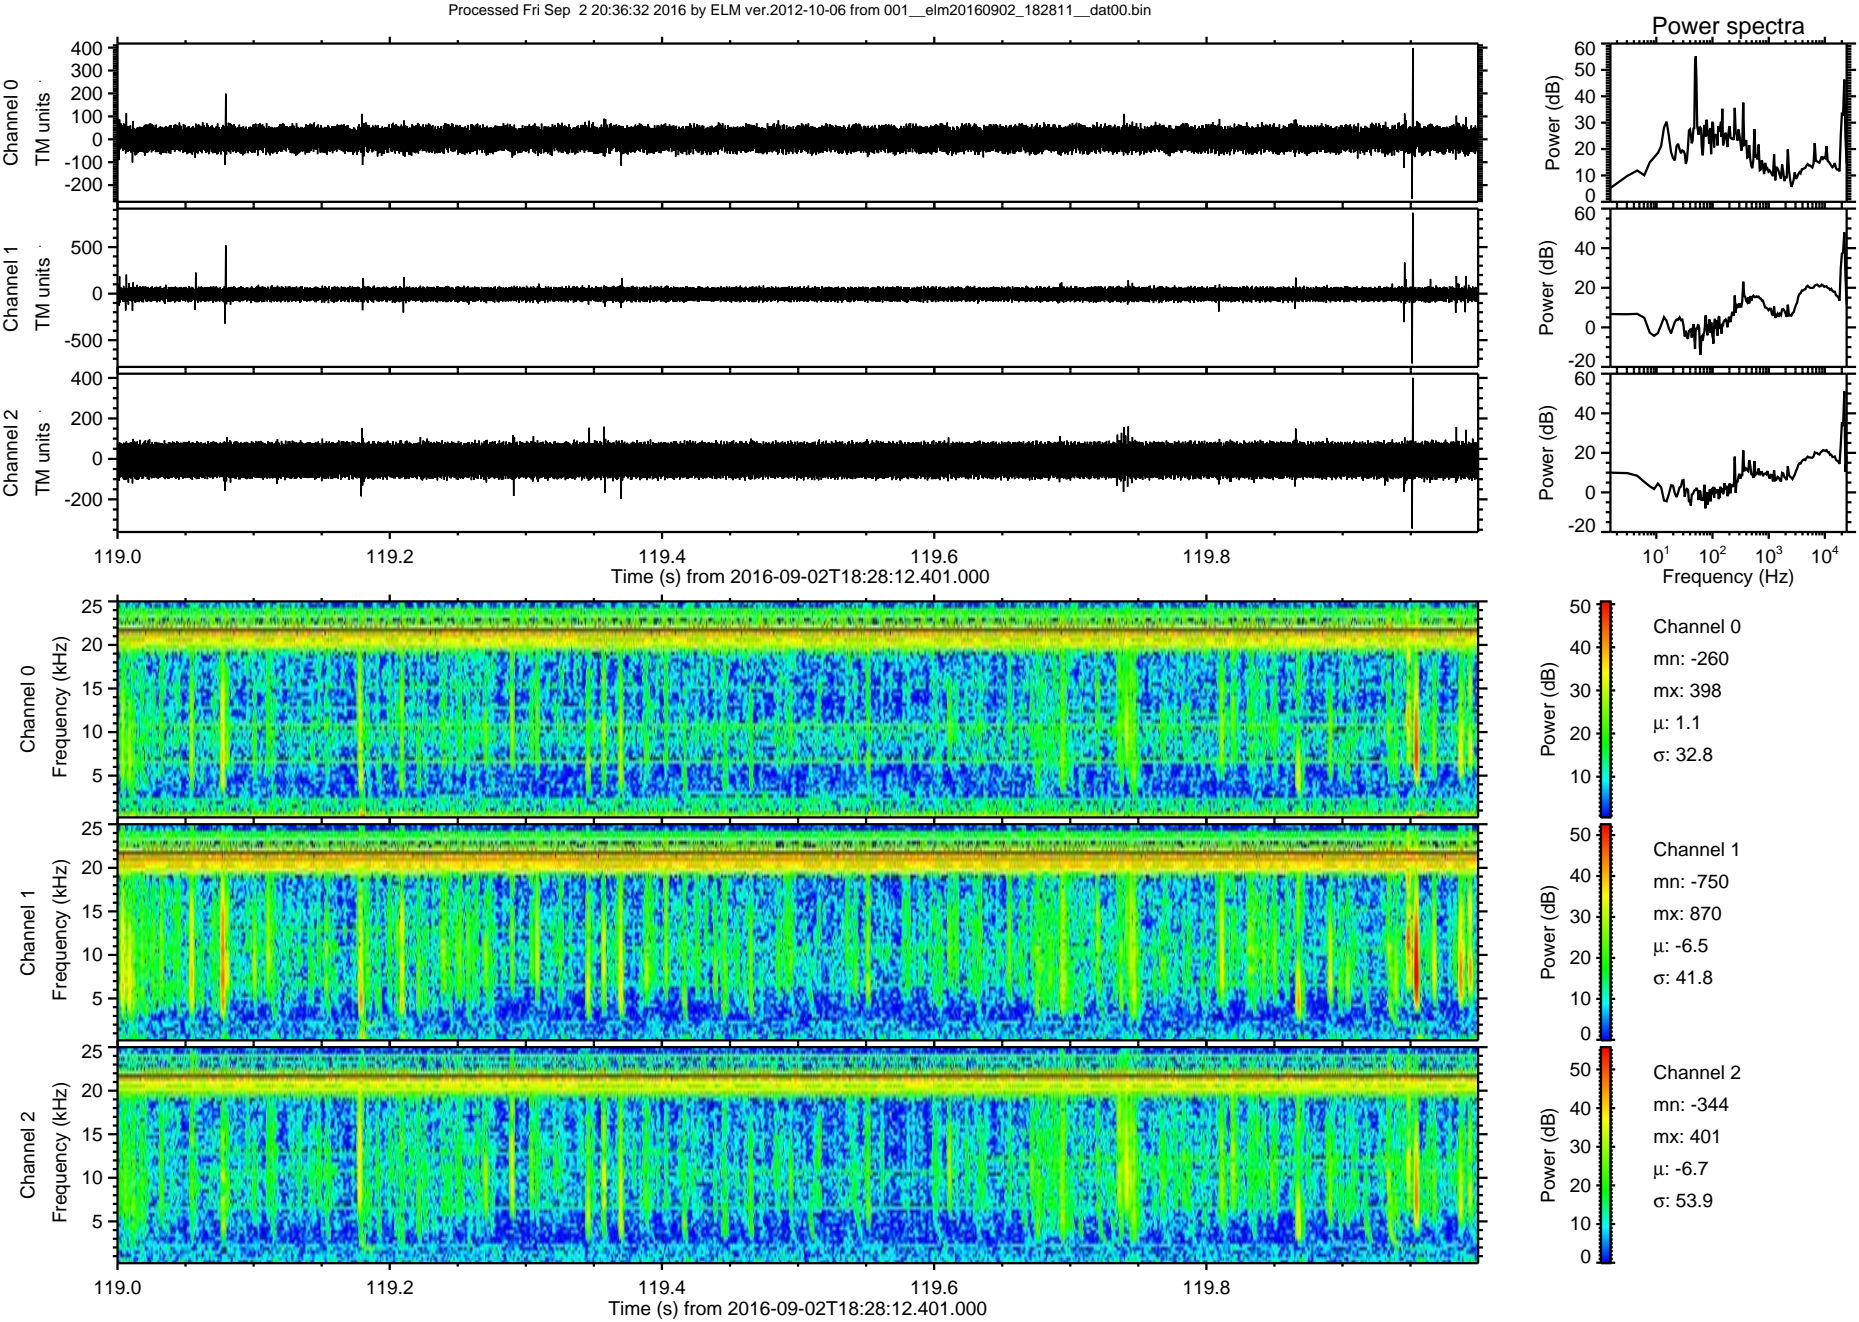 Processed Fri Sep  2 20:36:32 2016 by ELM ver.2012-10-06 from 001__elm20160902_182811__dat00.bin
Power spectra
Channel 0
TM units
400
300
200
100
0
-100
-200
Power (dB)
60
50
40
30
20
10
0
Channel 1
TM units
500
0
-500
Power (dB)
60
40
20
0
-20
Channel 2
TM units
400
200
0
-200
Power (dB)
60
40
20
0
-20
119.0 119.2 119.4 119.6 119.8
Time (s) from 2016-09-02T18:28:12.401.000
10^1 10^2 10^3 10^4
Frequency (Hz)
Channel 0
Frequency (kHz)
25
20
15
10
5
Power (dB)
50
40
30
20
10
Channel 0
mn: -260
mx: 398
μ: 1.1
σ: 32.8
Channel 1
Frequency (kHz)
25
20
15
10
5
Power (dB)
50
40
30
20
10
0
Channel 1
mn: -750
mx: 870
μ: -6.5
σ: 41.8
Channel 2
Frequency (kHz)
25
20
15
10
5
Power (dB)
50
40
30
20
10
0
Channel 2
mn: -344
mx: 401
μ: -6.7
σ: 53.9
119.0 119.2 119.4 119.6 119.8
Time (s) from 2016-09-02T18:28:12.401.000